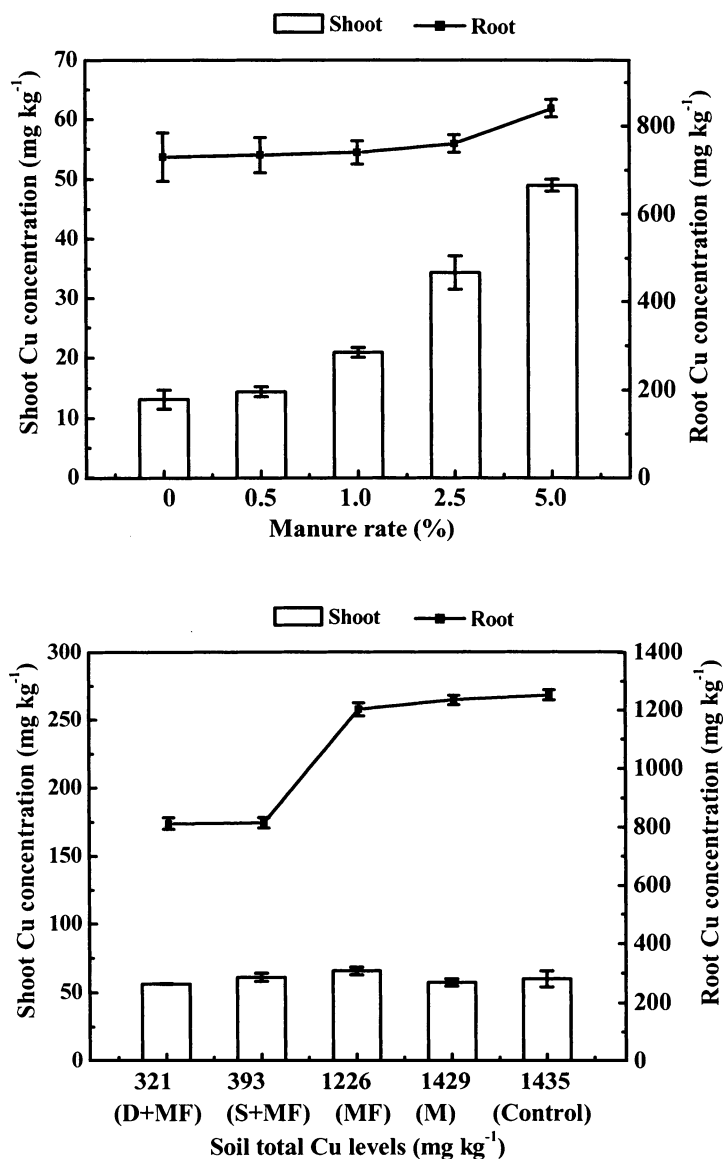 Shoot Root
Shoot Cu concentration (mg kg⁻¹)
70
60
50
40
30
20
10
0
Root Cu concentration (mg kg⁻¹)
800
600
400
200
0
0 0.5 1.0 2.5 5.0
Manure rate (%)
Shoot Root
Shoot Cu concentration (mg kg⁻¹)
300
250
200
150
100
50
0
Root Cu concentration (mg kg⁻¹)
1400
1200
1000
800
600
400
200
0
321 393 1226 1429 1435
(D+MF) (S+MF) (MF) (M) (Control)
Soil total Cu levels (mg kg⁻¹)